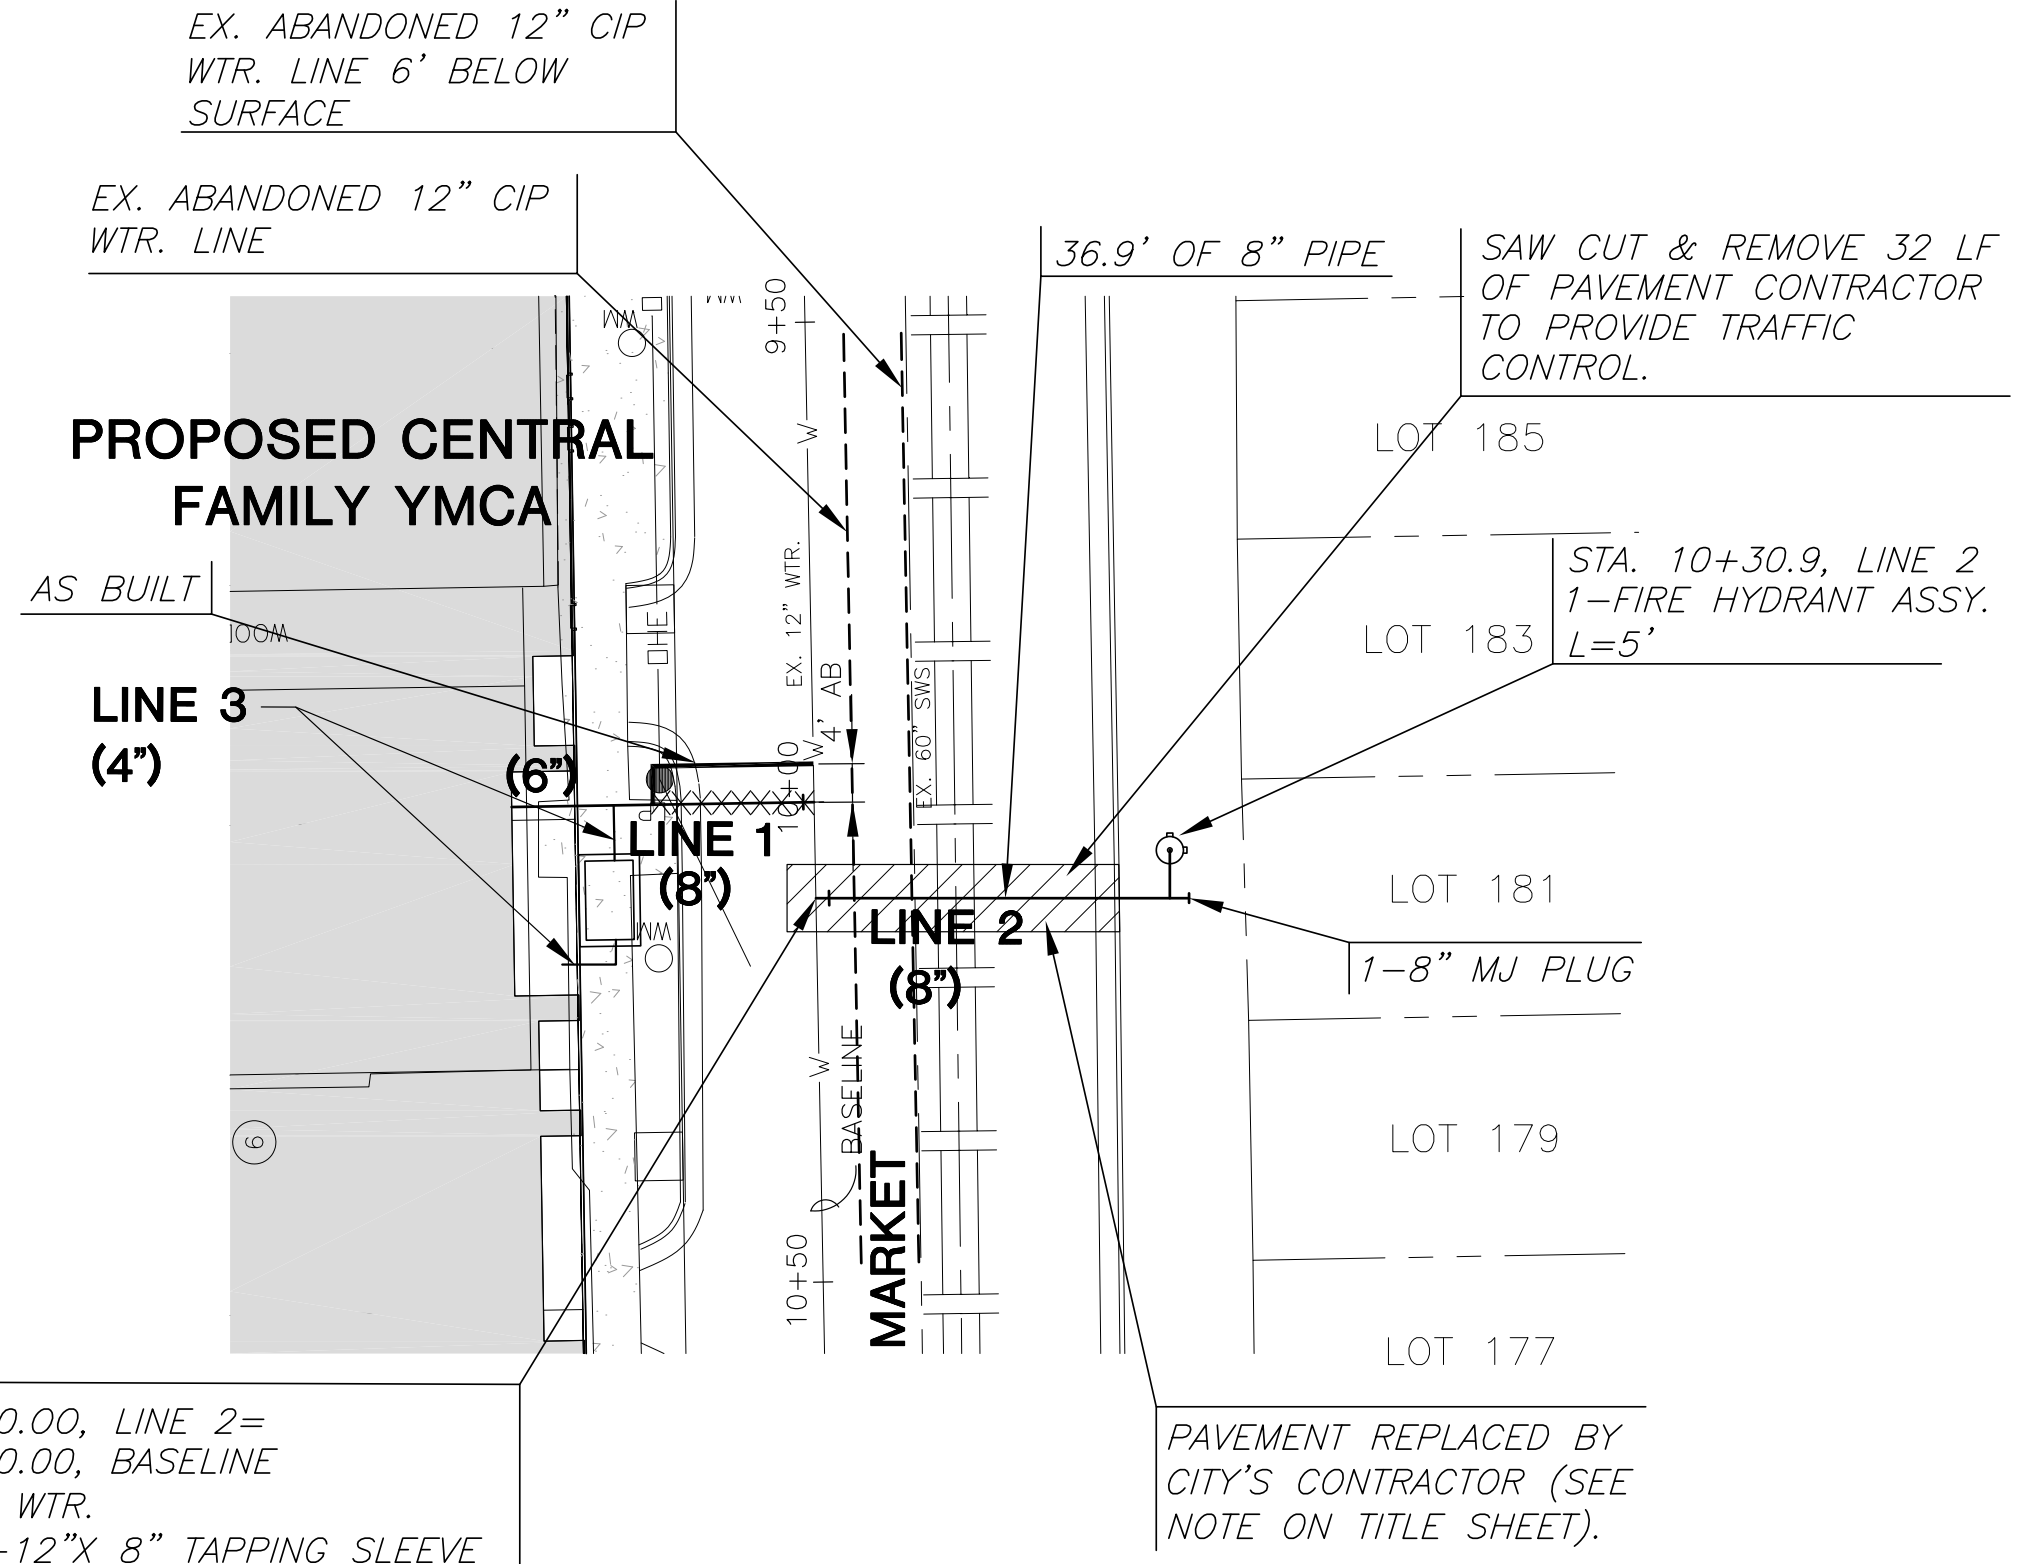 EX. ABANDONED 12" CIP
WTR. LINE 6' BELOW
SURFACE
EX. ABANDONED 12" CIP
WTR. LINE
36.9' OF 8" PIPE
SAW CUT & REMOVE 32 LF
OF PAVEMENT CONTRACTOR
TO PROVIDE TRAFFIC
CONTROL.
WM
9+50
W
PROPOSED CENTRAL
FAMILY YMCA
LOT 185
AS BUILT
EX. 12" WTR.
STA. 10+30.9, LINE 2
1-FIRE HYDRANT ASSY.
L=5'
LOT 183
OHE
4' AB
EX. 60" SWS
LINE 3
(4")
(6")
W
10+00
LINE 1
(8")
LOT 181
LINE 2
(8")
WM
1-8" MJ PLUG
W
BASELINE
9
LOT 179
MARKET
10+50
LOT 177
0.00, LINE 2=
0.00, BASELINE
WTR.
-12"X 8" TAPPING SLEEVE
PAVEMENT REPLACED BY
CITY'S CONTRACTOR (SEE
NOTE ON TITLE SHEET).